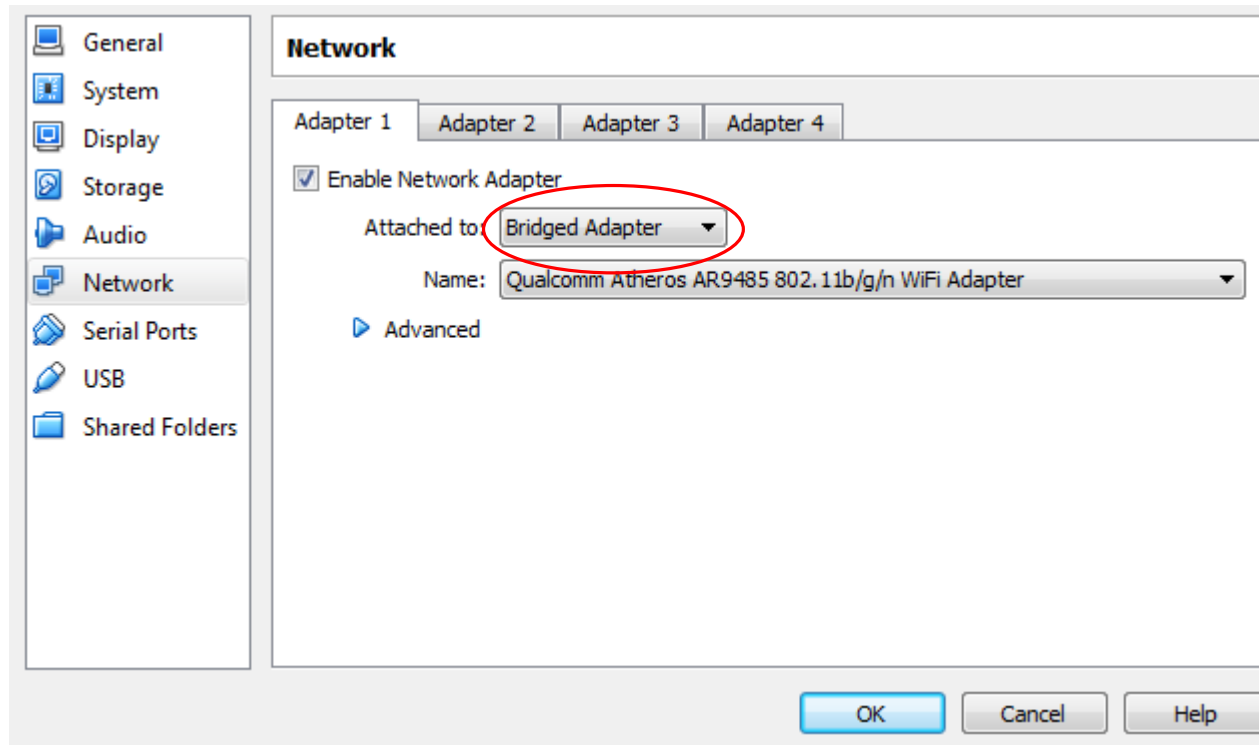 General
System
Display
Storage
Audio
Network
Serial Ports
USB
Shared Folders
Network
Adapter 1
Adapter 2
Adapter 3
Adapter 4
Enable Network Adapter
Attached to: Bridged Adapter
Name: Qualcomm Atheros AR9485 802.11b/g/n WiFi Adapter
Advanced
OK
Cancel
Help